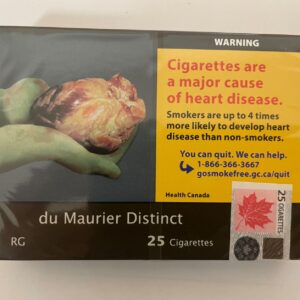 WARNING
Cigarettes are
a major cause
of heart disease.
Smokers are up to 4 times
more likely to develop heart
disease than non-smokers.
You can quit. We can help.
1-866-366-3667
gosmokefree.gc.ca/quit
Health Canada
25 CIGARETTES
du Maurier Distinct
RG
25 Cigarettes